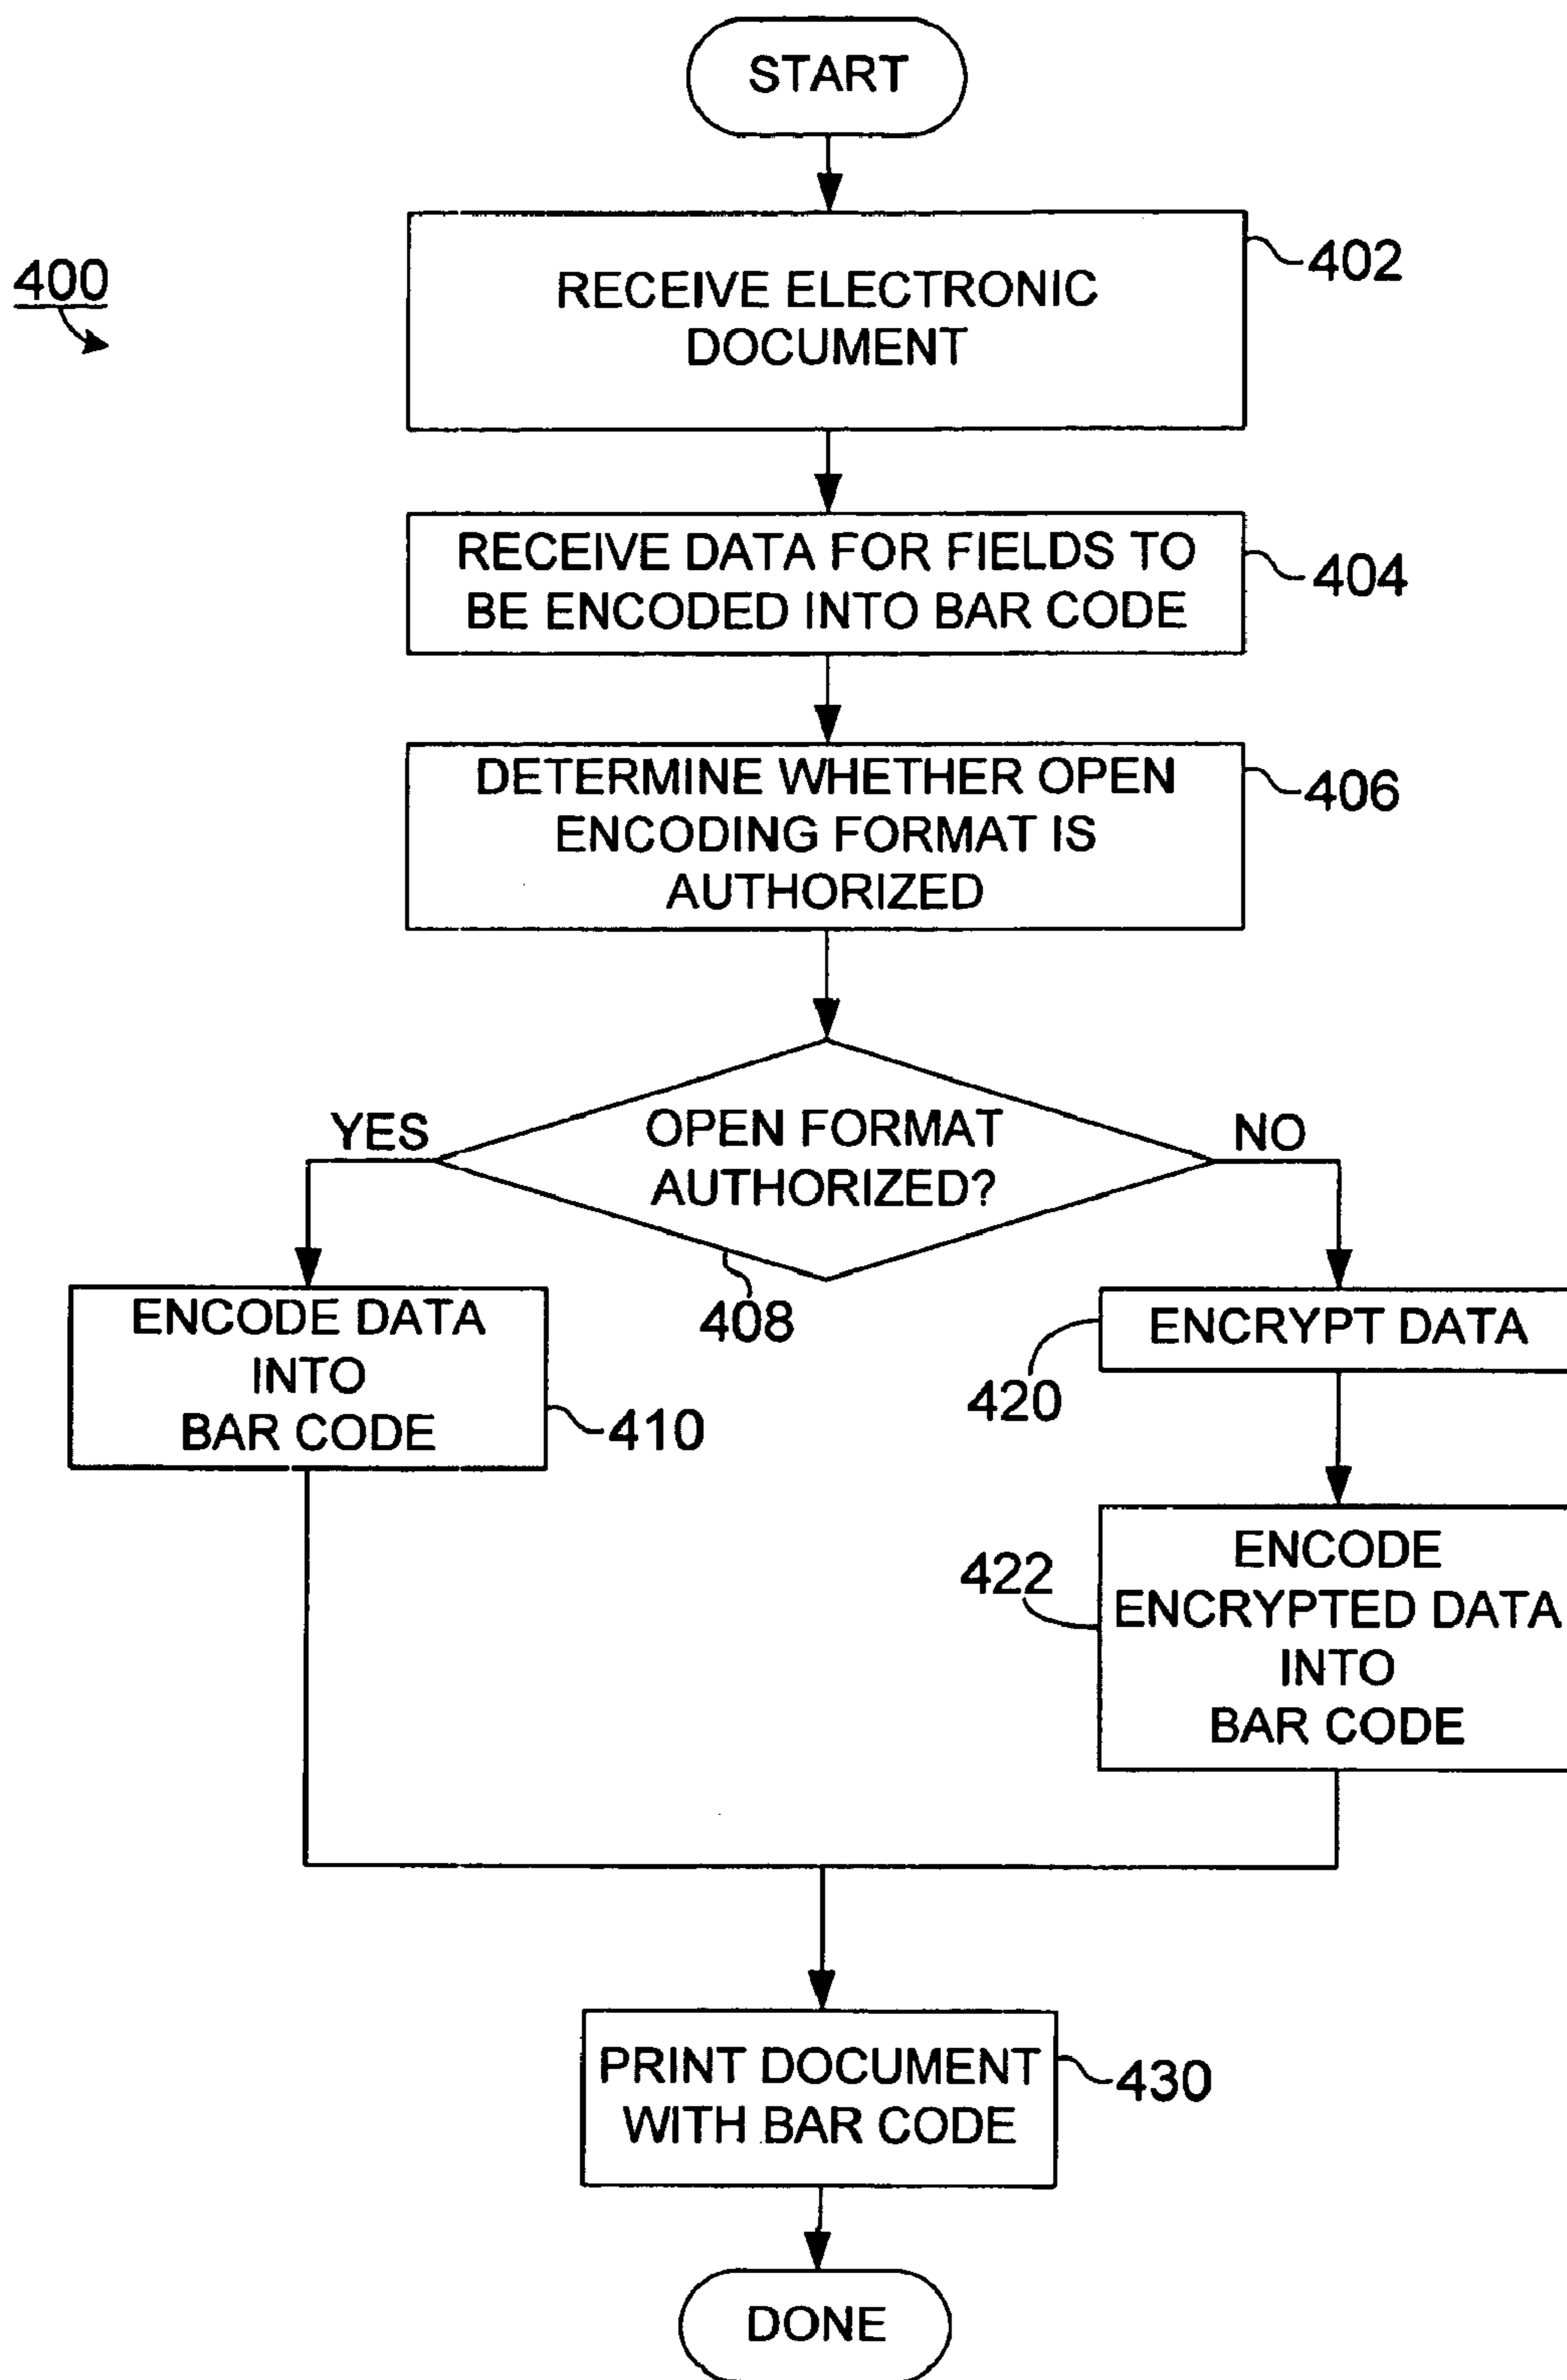 START
400
RECEIVE ELECTRONIC
DOCUMENT
402
RECEIVE DATA FOR FIELDS TO
BE ENCODED INTO BAR CODE
404
DETERMINE WHETHER OPEN
ENCODING FORMAT IS
AUTHORIZED
406
YES
OPEN FORMAT
AUTHORIZED?
NO
408
ENCODE DATA
INTO
BAR CODE
410
ENCRYPT DATA
420
ENCODE
ENCRYPTED DATA
INTO
BAR CODE
422
PRINT DOCUMENT
WITH BAR CODE
430
DONE